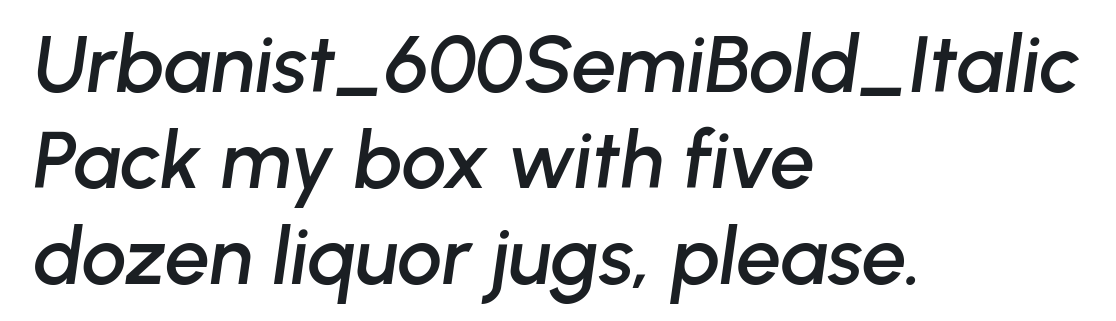 Urbanist_600SemiBold_Italic
Pack my box with five
dozen liquor jugs, please.